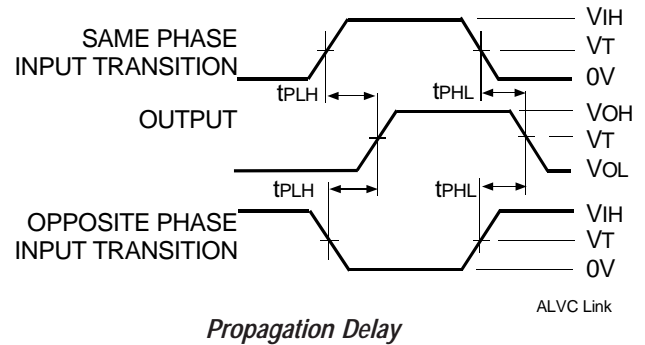 SAME PHASE
INPUT TRANSITION
VIH
VT
0V
tPLH
tPHL
OUTPUT
VOH
VT
VOL
tPLH
tPHL
OPPOSITE PHASE
INPUT TRANSITION
VIH
VT
0V
ALVC Link
Propagation Delay